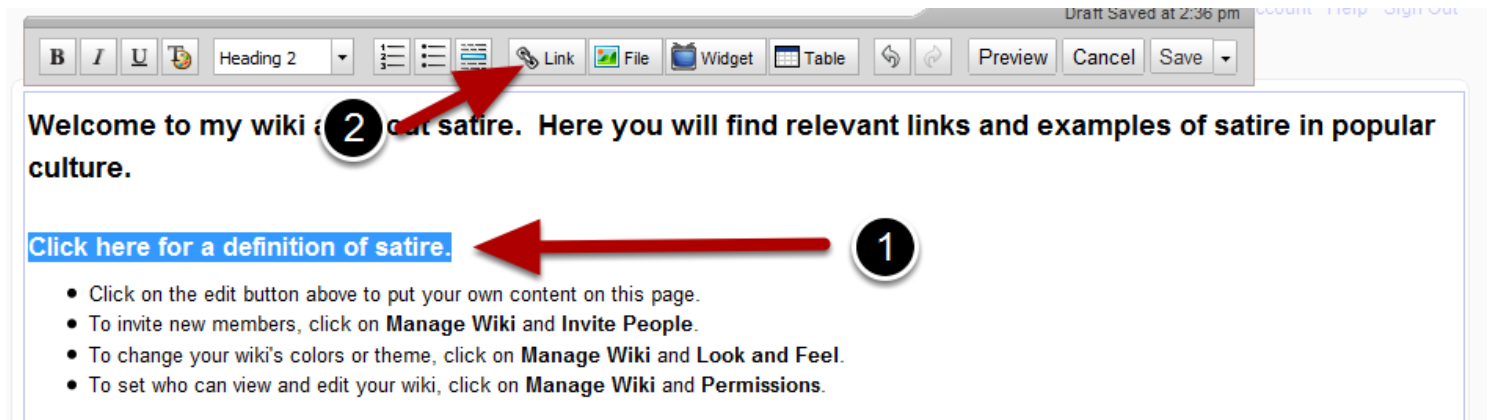 Draft Saved at 2:36 pm
Help Sign Out
B I U T Heading 2 Link File Widget Table Preview Cancel Save
Welcome to my wiki 2 satire. Here you will find relevant links and examples of satire in popular
culture.
Click here for a definition of satire. 1
Click on the edit button above to put your own content on this page.
To invite new members, click on Manage Wiki and Invite People.
To change your wiki's colors or theme, click on Manage Wiki and Look and Feel.
To set who can view and edit your wiki, click on Manage Wiki and Permissions.